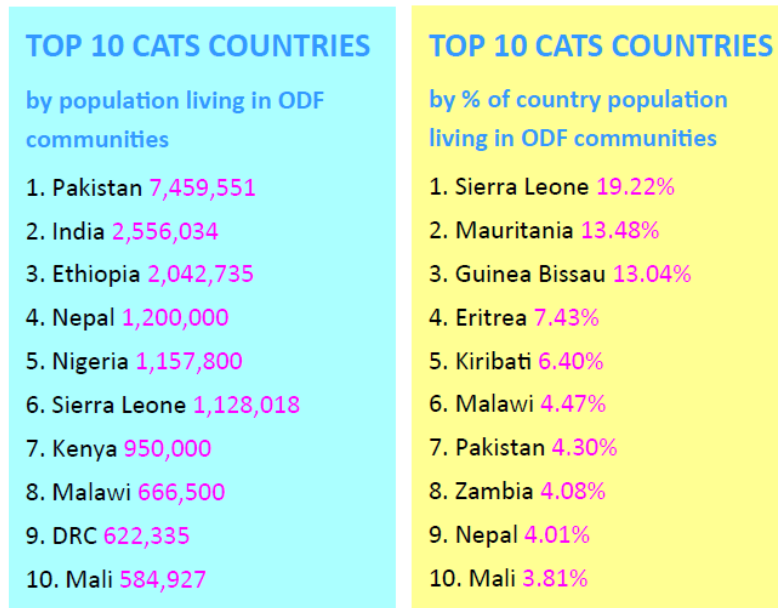 TOP 10 CATS COUNTRIES
by population living in ODF
communities
1. Pakistan 7,459,551
2. India 2,556,034
3. Ethiopia 2,042,735
4. Nepal 1,200,000
5. Nigeria 1,157,800
6. Sierra Leone 1,128,018
7. Kenya 950,000
8. Malawi 666,500
9. DRC 622,335
10. Mali 584,927
TOP 10 CATS COUNTRIES
by % of country population
living in ODF communities
1. Sierra Leone 19.22%
2. Mauritania 13.48%
3. Guinea Bissau 13.04%
4. Eritrea 7.43%
5. Kiribati 6.40%
6. Malawi 4.47%
7. Pakistan 4.30%
8. Zambia 4.08%
9. Nepal 4.01%
10. Mali 3.81%